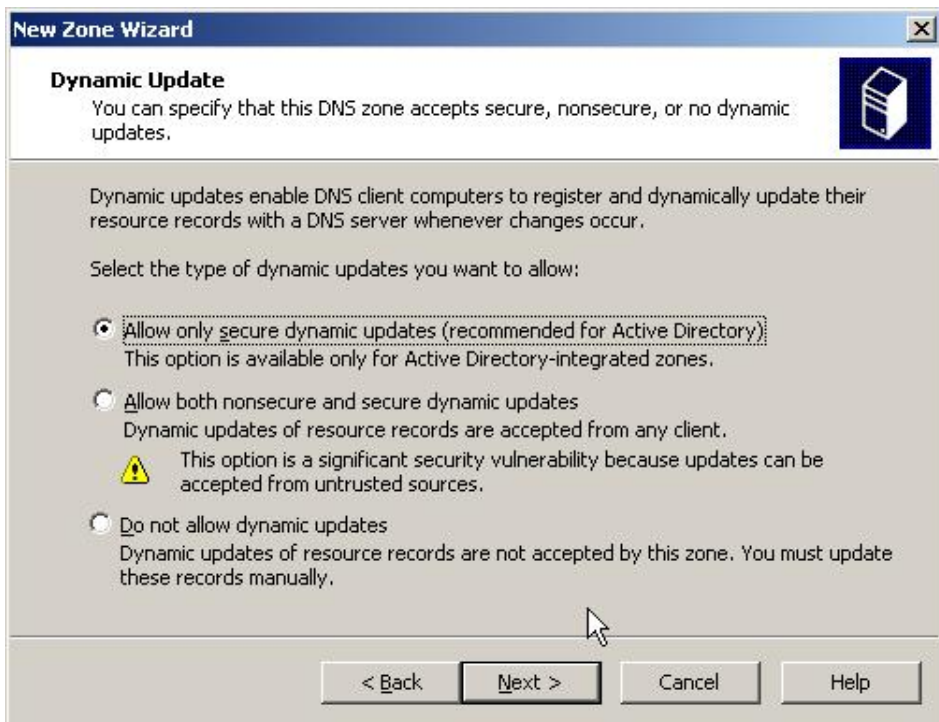 New Zone Wizard
Dynamic Update
You can specify that this DNS zone accepts secure, nonsecure, or no dynamic
updates.
Dynamic updates enable DNS client computers to register and dynamically update their
resource records with a DNS server whenever changes occur.
Select the type of dynamic updates you want to allow:
Allow only secure dynamic updates (recommended for Active Directory)
This option is available only for Active Directory-integrated zones.
Allow both nonsecure and secure dynamic updates
Dynamic updates of resource records are accepted from any client.
This option is a significant security vulnerability because updates can be
accepted from untrusted sources.
Do not allow dynamic updates
Dynamic updates of resource records are not accepted by this zone. You must update
these records manually.
< Back Next > Cancel Help